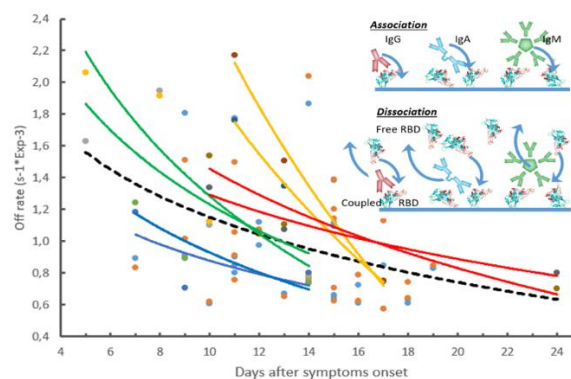 2,4
2,2
2,0
1,8
1,6
1,4
1,2
1,0
0,8
0,6
0,4
Off rate (s-1*Exp-3)
4 6 8 10 12 14 16 18 20 22 24
Days after symptoms onset
Association
IgG IgA IgM
Dissociation
Free RBD
Coupled RBD